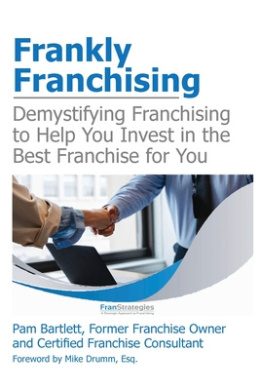 Frankly
Franchising
Demystifying Franchising
to Help You Invest in the
Best Franchise for You
FranStrategies
Pam Bartlett, Former Franchise Owner
and Certified Franchise Consultant
Foreword by Mike Drumm, Esq.